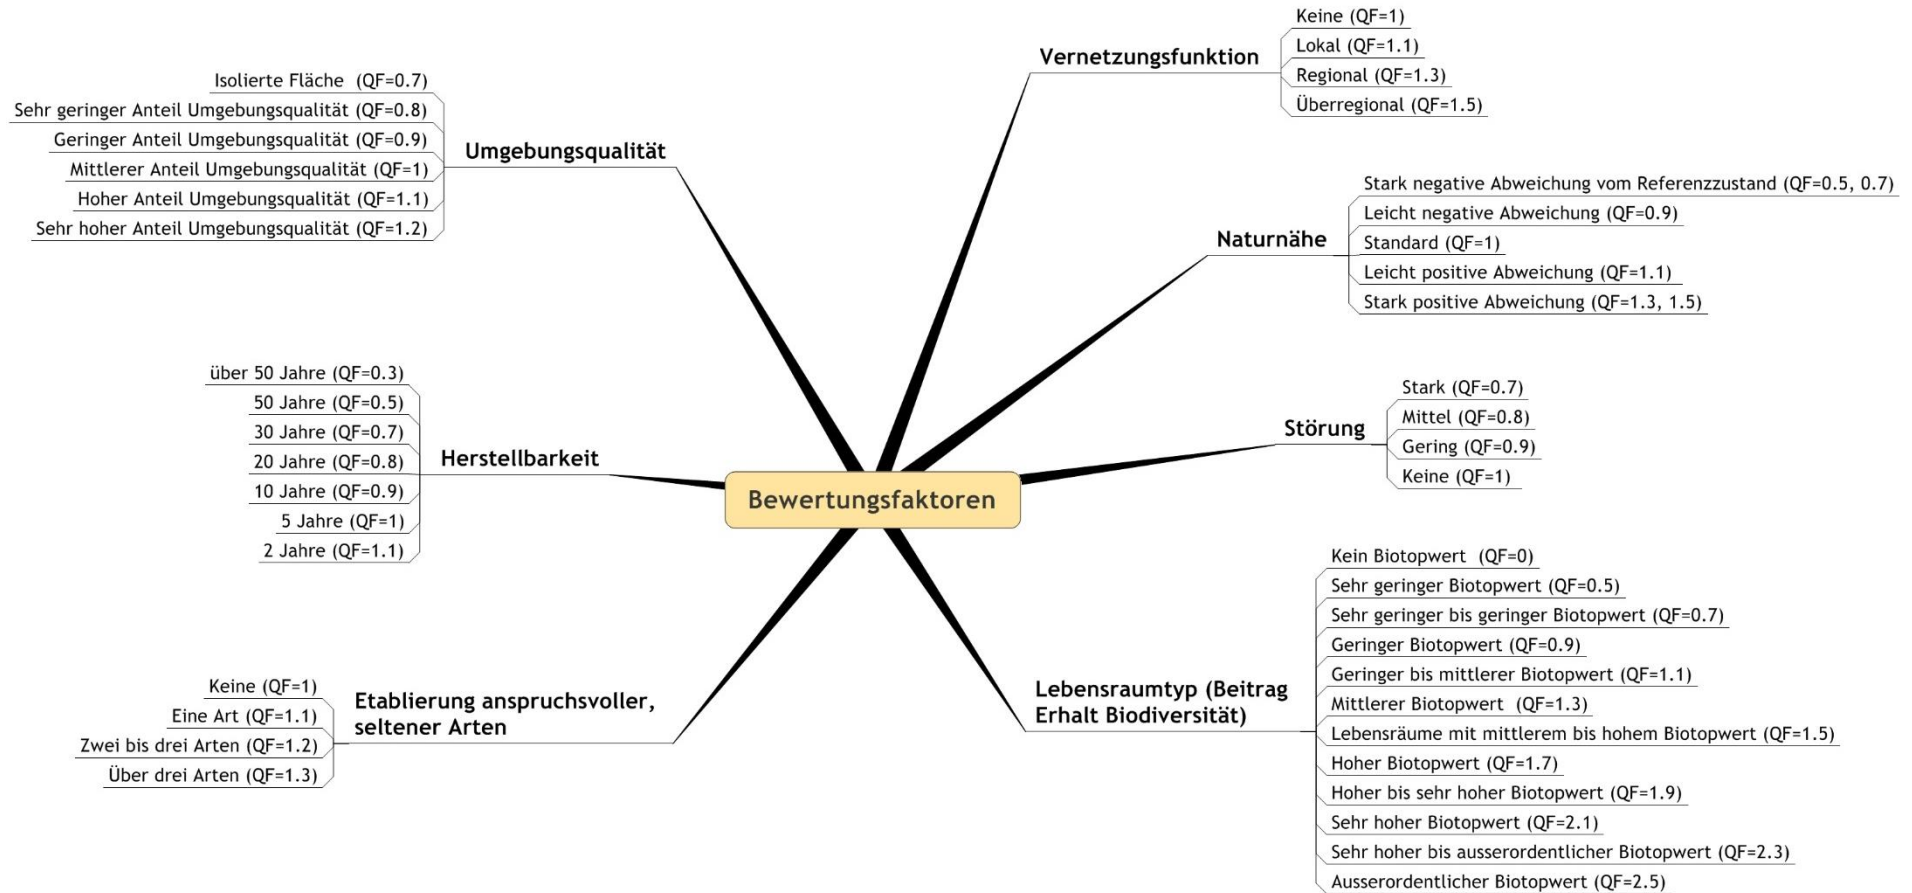 Bewertungsfaktoren
Umgebungsqualität
Isolierte Fläche  (QF=0.7)
Sehr geringer Anteil Umgebungsqualität (QF=0.8)
Geringer Anteil Umgebungsqualität (QF=0.9)
Mittlerer Anteil Umgebungsqualität (QF=1)
Hoher Anteil Umgebungsqualität (QF=1.1)
Sehr hoher Anteil Umgebungsqualität (QF=1.2)
Herstellbarkeit
über 50 Jahre (QF=0.3)
50 Jahre (QF=0.5)
30 Jahre (QF=0.7)
20 Jahre (QF=0.8)
10 Jahre (QF=0.9)
5 Jahre (QF=1)
2 Jahre (QF=1.1)
Etablierung anspruchsvoller,
seltener Arten
Keine (QF=1)
Eine Art (QF=1.1)
Zwei bis drei Arten (QF=1.2)
Über drei Arten (QF=1.3)
Vernetzungsfunktion
Keine (QF=1)
Lokal (QF=1.1)
Regional (QF=1.3)
Überregional (QF=1.5)
Naturnähe
Stark negative Abweichung vom Referenzzustand (QF=0.5, 0.7)
Leicht negative Abweichung (QF=0.9)
Standard (QF=1)
Leicht positive Abweichung (QF=1.1)
Stark positive Abweichung (QF=1.3, 1.5)
Störung
Stark (QF=0.7)
Mittel (QF=0.8)
Gering (QF=0.9)
Keine (QF=1)
Lebensraumtyp (Beitrag
Erhalt Biodiversität)
Kein Biotopwert  (QF=0)
Sehr geringer Biotopwert (QF=0.5)
Sehr geringer bis geringer Biotopwert (QF=0.7)
Geringer Biotopwert (QF=0.9)
Geringer bis mittlerer Biotopwert (QF=1.1)
Mittlerer Biotopwert  (QF=1.3)
Lebensräume mit mittlerem bis hohem Biotopwert (QF=1.5)
Hoher Biotopwert (QF=1.7)
Hoher bis sehr hoher Biotopwert (QF=1.9)
Sehr hoher Biotopwert (QF=2.1)
Sehr hoher bis ausserordentlicher Biotopwert (QF=2.3)
Ausserordentlicher Biotopwert (QF=2.5)